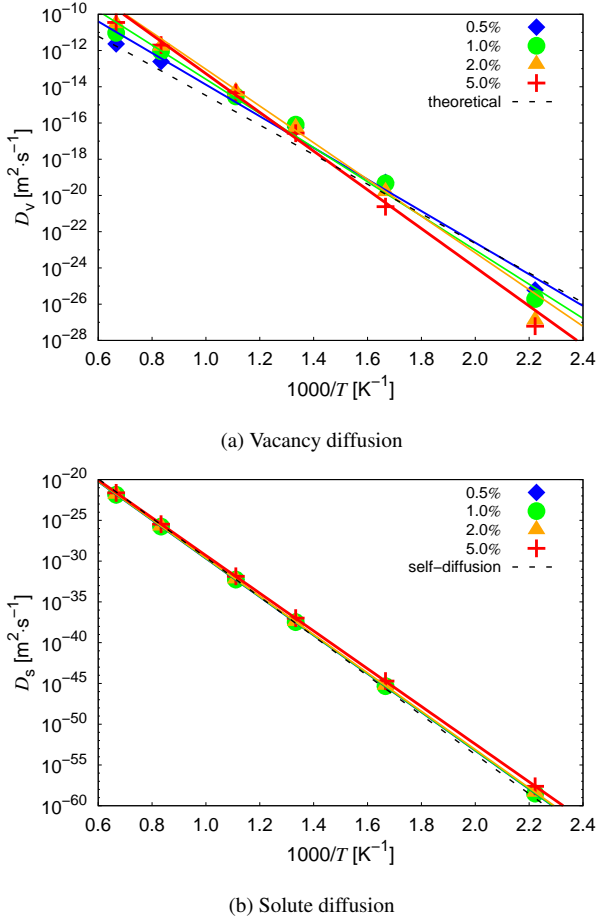 10⁻¹⁰
10⁻¹²
10⁻¹⁴
10⁻¹⁶
10⁻¹⁸
10⁻²⁰
10⁻²²
10⁻²⁴
10⁻²⁶
10⁻²⁸
D_v [m²·s⁻¹]
0.5%
1.0%
2.0%
5.0%
theoretical
0.6 0.8 1.0 1.2 1.4 1.6 1.8 2.0 2.2 2.4
1000/T [K⁻¹]
(a) Vacancy diffusion
10⁻²⁰
10⁻²⁵
10⁻³⁰
10⁻³⁵
10⁻⁴⁰
10⁻⁴⁵
10⁻⁵⁰
10⁻⁵⁵
10⁻⁶⁰
D_s [m²·s⁻¹]
0.5%
1.0%
2.0%
5.0%
self-diffusion
0.6 0.8 1.0 1.2 1.4 1.6 1.8 2.0 2.2 2.4
1000/T [K⁻¹]
(b) Solute diffusion